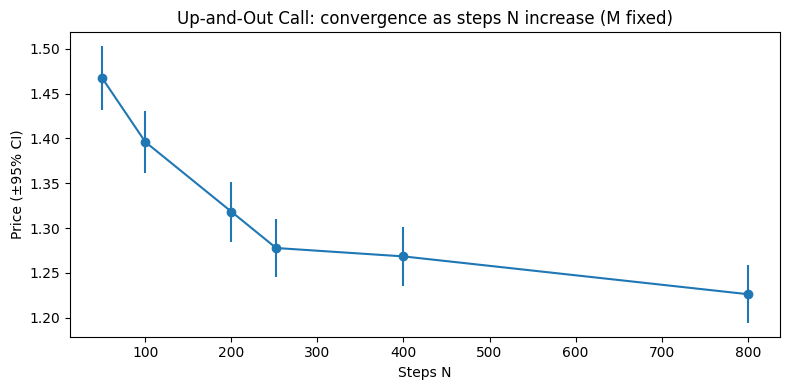 Up-and-Out Call: convergence as steps N increase (M fixed)
Price (±95% CI)
1.50
1.45
1.40
1.35
1.30
1.25
1.20
100 200 300 400 500 600 700 800
Steps N